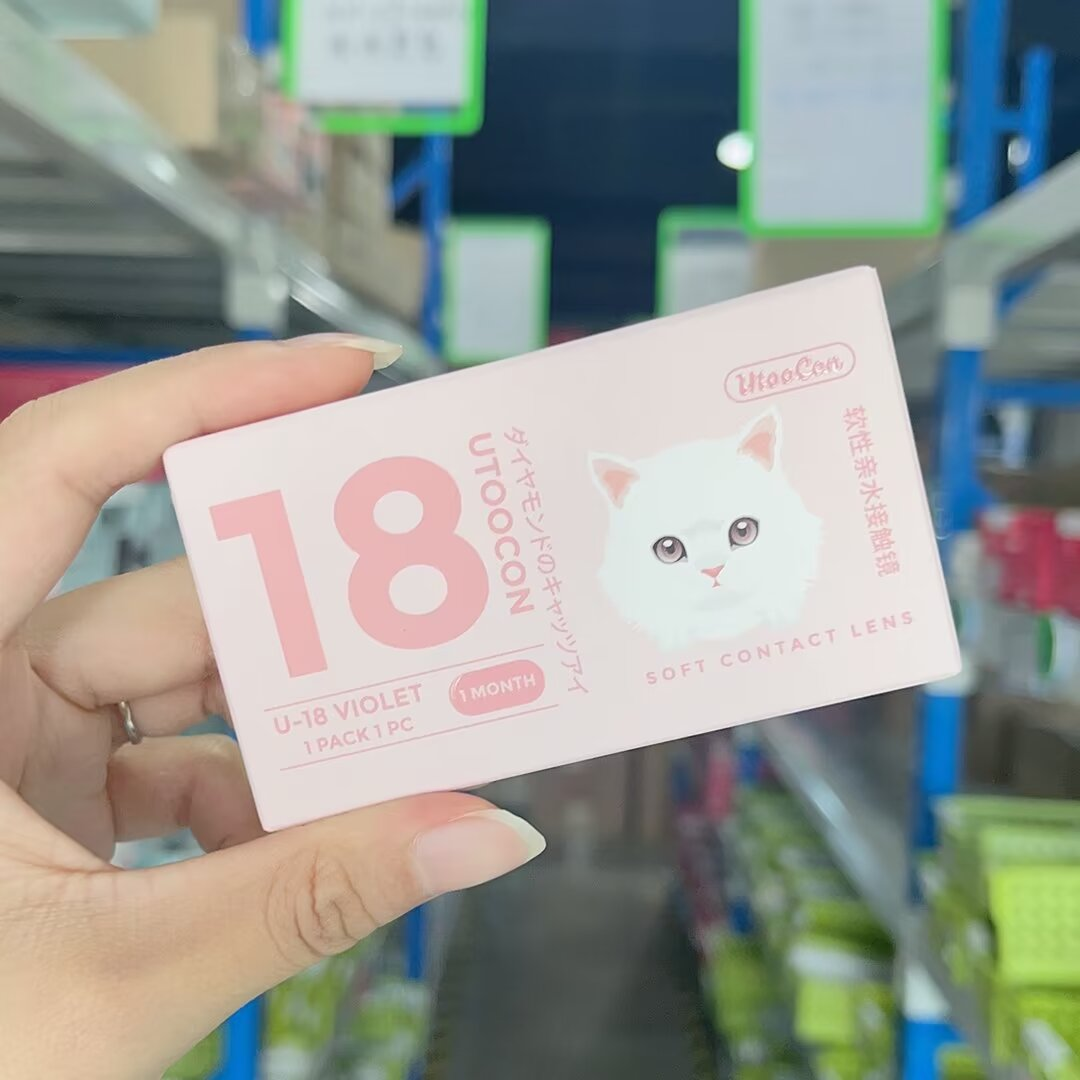 18
UTOOCON
ダイヤモンドのキャッツアイ
U-18 VIOLET
1 PACK 1 PC
1 MONTH
UtooCon
软性亲水接触镜
SOFT CONTACT LENS